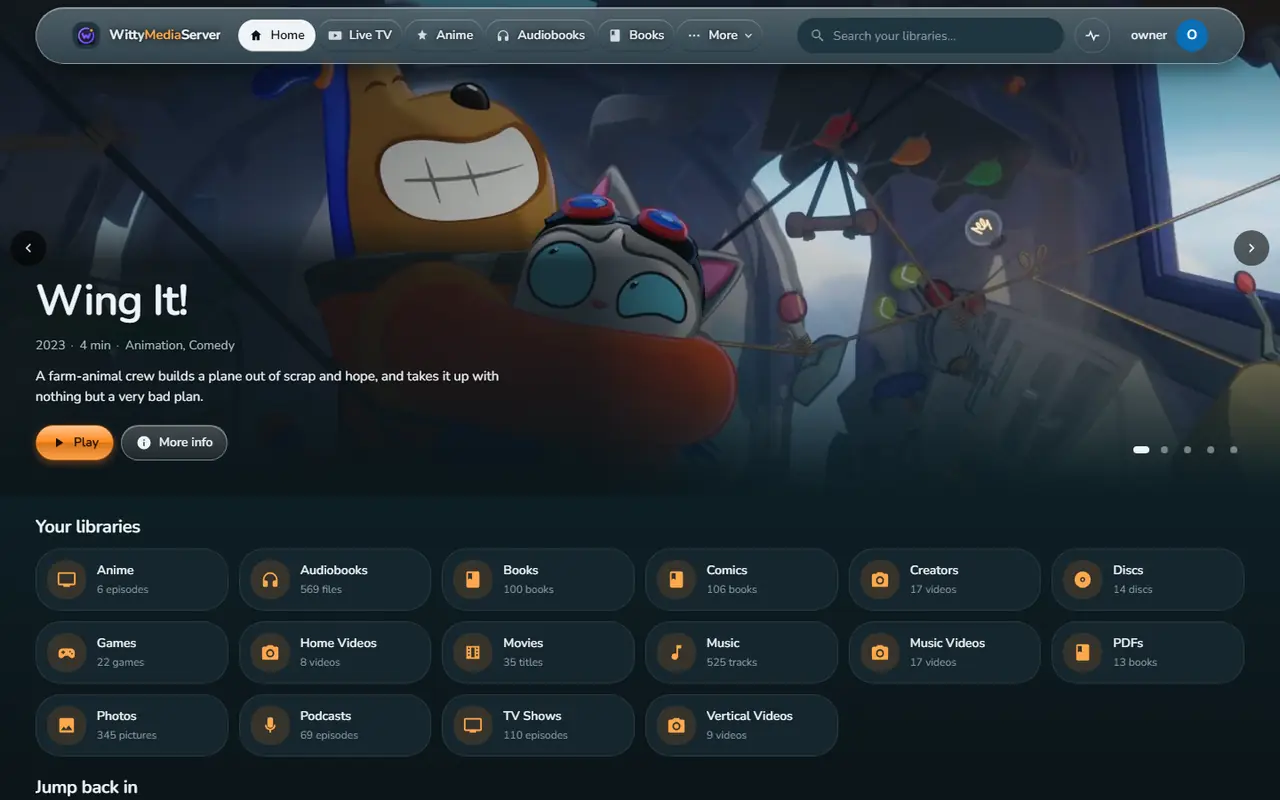 WittyMediaServer
Home
Live TV
Anime
Audiobooks
Books
More
Search your libraries...
owner
O
Wing It!
2023 · 4 min · Animation, Comedy
A farm-animal crew builds a plane out of scrap and hope, and takes it up with
nothing but a very bad plan.
Play
More info
Your libraries
Anime
6 episodes
Audiobooks
569 files
Books
100 books
Comics
106 books
Creators
17 videos
Discs
14 discs
Games
22 games
Home Videos
8 videos
Movies
35 titles
Music
525 tracks
Music Videos
17 videos
PDFs
13 books
Photos
345 pictures
Podcasts
69 episodes
TV Shows
110 episodes
Vertical Videos
9 videos
Jump back in